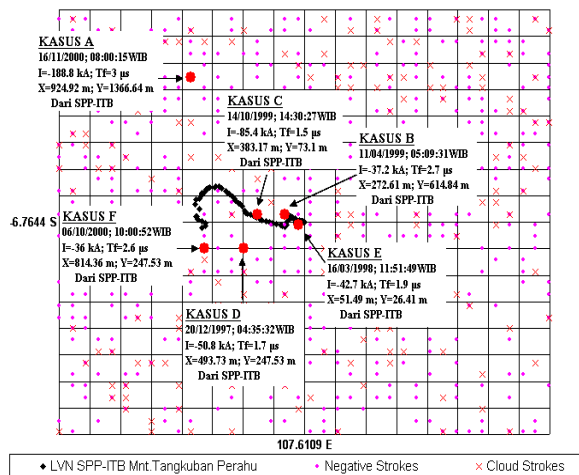 KASUS A
16/11/2000; 08:00:15WIB
I=-188.8 kA; Tf=3 µs
X=924.92 m; Y=1366.64 m
Dari SPP-ITB
KASUS C
14/10/1999; 14:30:27WIB
I=-85.4 kA; Tf=1.5 µs
X=383.17 m; Y=73.1 m
Dari SPP-ITB
KASUS B
11/04/1999; 05:09:31WIB
I=-37.2 kA; Tf=2.7 µs
X=272.61 m; Y=614.84 m
Dari SPP-ITB
-6.7644 S
KASUS F
06/10/2000; 10:00:52WIB
I=-36 kA; Tf=2.6 µs
X=814.36 m; Y=247.53 m
Dari SPP-ITB
KASUS E
16/03/1998; 11:51:49WIB
I=-42.7 kA; Tf=1.9 µs
X=51.49 m; Y=26.41 m
Dari SPP-ITB
KASUS D
20/12/1997; 04:35:32WIB
I=-50.8 kA; Tf=1.7 µs
X=493.73 m; Y=247.53 m
Dari SPP-ITB
107.6109 E
LVN SPP-ITB Mnt.Tangkuban Perahu
Negative Strokes
Cloud Strokes